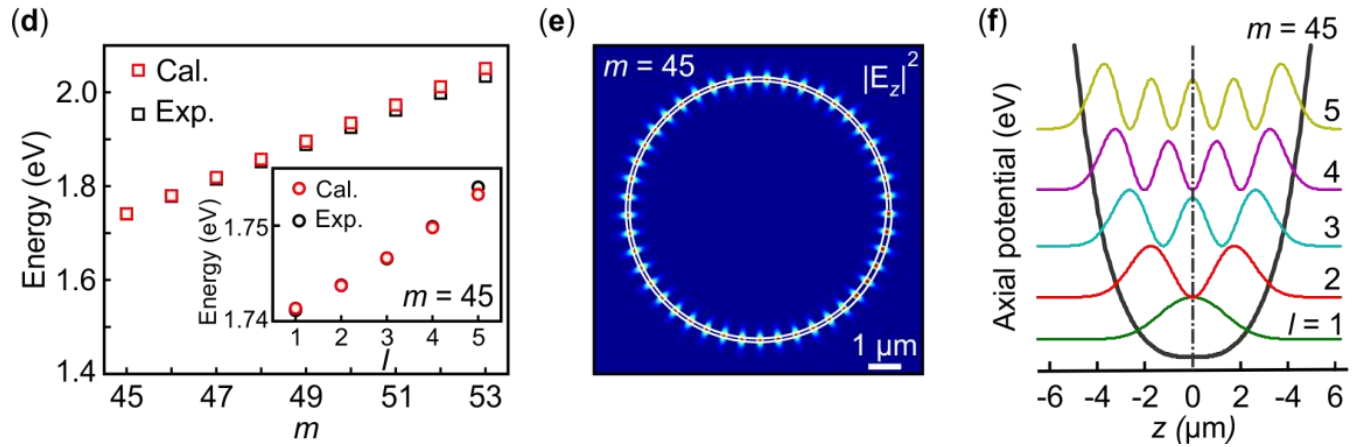 (d)
Cal.
Exp.
Energy (eV)
2.0
1.8
1.6
1.4
45
47
49
51
53
m
Cal.
Exp.
Energy (eV)
1.75
1.74
m = 45
1
2
3
4
5
l
(e)
m = 45
|E_z|²
1 μm
(f)
m = 45
Axial potential (eV)
5
4
3
2
l = 1
-6
-4
-2
0
2
-4
6
z (μm)